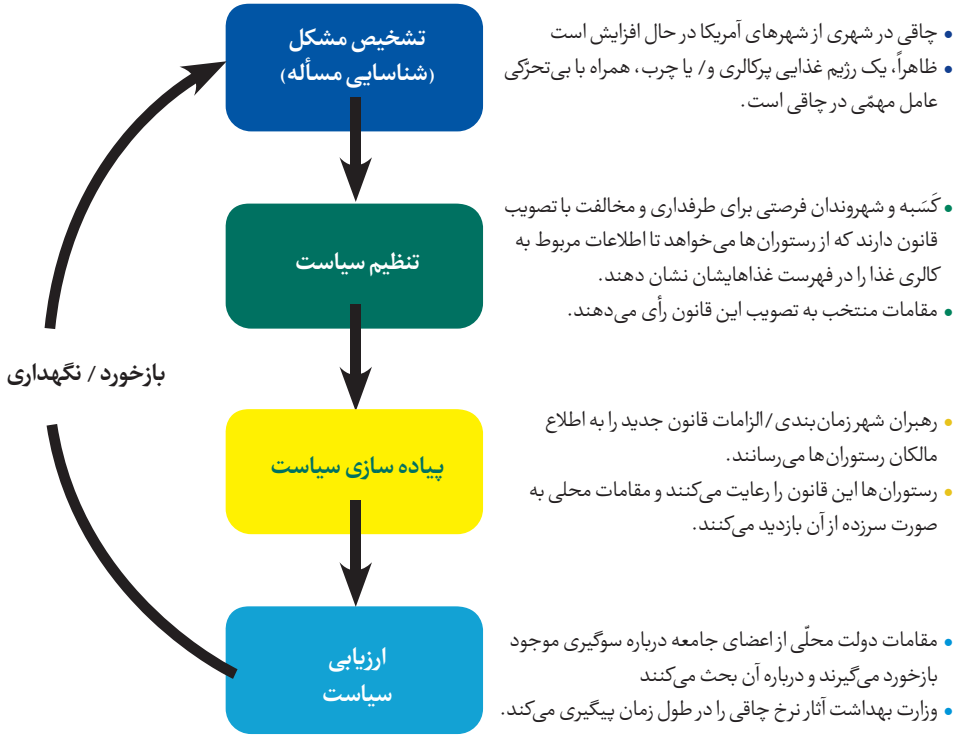 تشخیص مشکل
(شناسایی مسأله)
• چاقی در شهری از شهرهای آمریکا در حال افزایش است
• ظاهراً، یک رژیم غذایی پرکالری و/ یا چرب، همراه با بی‌تحرّکی
عامل مهمّی در چاقی است.
تنظیم سیاست
• کَسَبه و شهروندان فرصتی برای طرفداری و مخالفت با تصویب
قانون دارند که از رستوران‌ها می‌خواهد تا اطلاعات مربوط به
کالری غذا را در فهرست غذاهایشان نشان دهند.
• مقامات منتخب به تصویب این قانون رأی می‌دهند.
بازخورد / نگهداری
پیاده سازی سیاست
• رهبران شهر زمان‌بندی /الزامات قانون جدید را به اطلاع
مالکان رستوران‌ها می‌رسانند.
• رستوران‌ها این قانون را رعایت می‌کنند و مقامات محلی به
صورت سرزده از آن بازدید می‌کنند.
ارزیابی
سیاست
• مقامات دولت محلّی از اعضای جامعه درباره سوگیری موجود
بازخورد می‌گیرند و درباره آن بحث می‌کنند
• وزارت بهداشت آثار نرخ چاقی را در طول زمان پیگیری می‌کند.